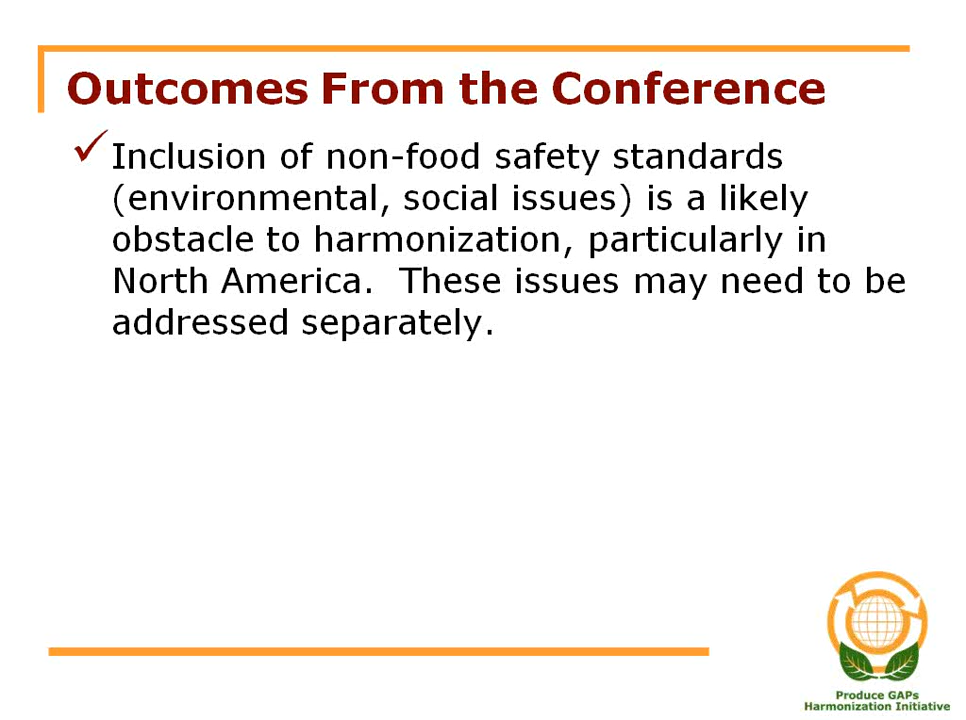 Outcomes From the Conference
Inclusion of non-food safety standards
(environmental, social issues) is a likely
obstacle to harmonization, particularly in
North America.  These issues may need to be
addressed separately.
Produce GAPs
Harmonization Initiative